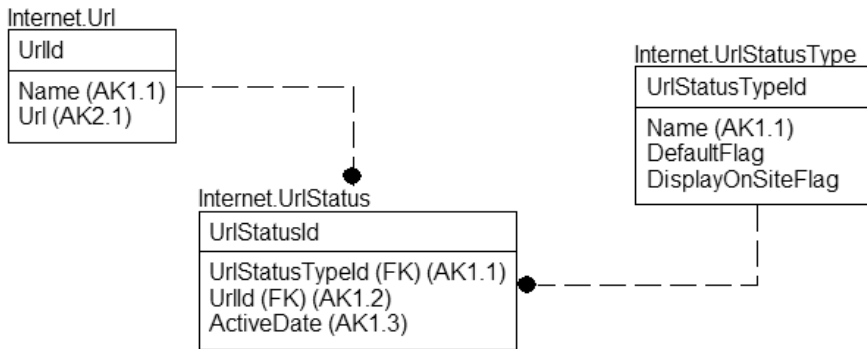 Internet.Url
UrlId
Name (AK1.1)
Url (AK2.1)
Internet.UrlStatusType
UrlStatusTypeId
Name (AK1.1)
DefaultFlag
DisplayOnSiteFlag
Internet.UrlStatus
UrlStatusId
UrlStatusTypeId (FK) (AK1.1)
UrlId (FK) (AK1.2)
ActiveDate (AK1.3)